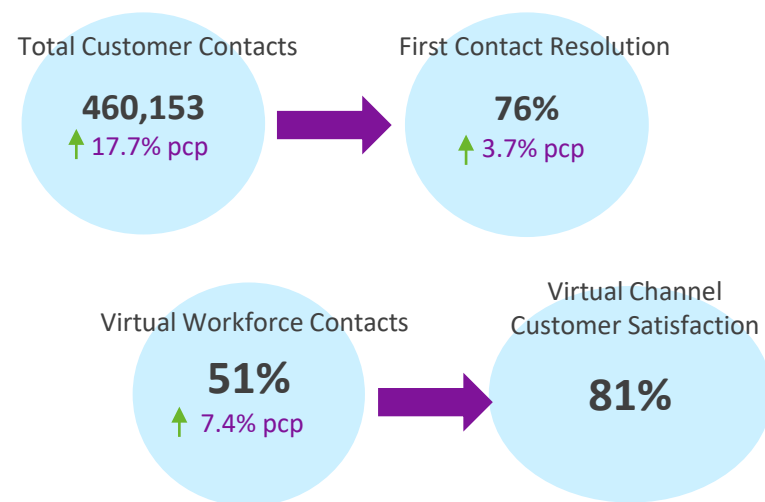 Total Customer Contacts
460,153
17.7% pcp
First Contact Resolution
76%
3.7% pcp
Virtual Workforce Contacts
51%
7.4% pcp
Virtual Channel
Customer Satisfaction
81%